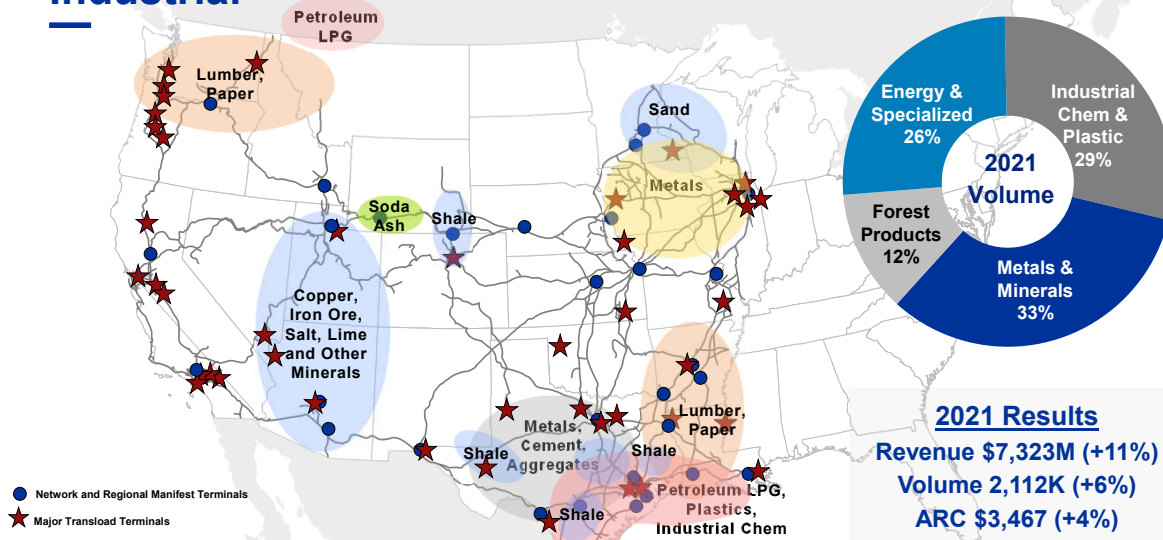 Industrial
Petroleum
LPG
Lumber,
Paper
Sand
Metals
Soda
Ash
Shale
Copper,
Iron Ore,
Salt, Lime
and Other
Minerals
Metals,
Cement,
Aggregates
Shale
Shale
Lumber,
Paper
Shale
Petroleum LPG,
Plastics,
Industrial Chem
Network and Regional Manifest Terminals
Major Transload Terminals
Energy &
Specialized
26%
Industrial
Chem &
Plastic
29%
2021
Volume
Forest
Products
12%
Metals &
Minerals
33%
2021 Results
Revenue $7,323M (+11%)
Volume 2,112K (+6%)
ARC $3,467 (+4%)